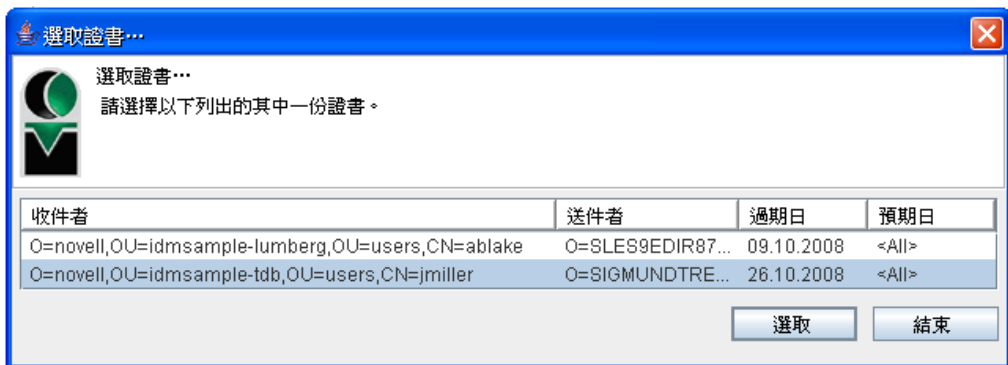 選取證書…
選取證書…
請選擇以下列出的其中一份證書。
收件者 送件者 過期日 預期日
O=novell,OU=idmsample-lumberg,OU=users,CN=ablake O=SLES9EDIR87... 09.10.2008 <All>
O=novell,OU=idmsample-tdb,OU=users,CN=jmiller O=SIGMUNDTRE... 26.10.2008 <All>
選取 結束